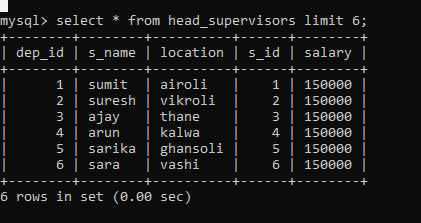 mysql> select * from head_supervisors limit 6;
+--------+--------+----------+------+--------+
| dep_id | s_name | location | s_id | salary |
+--------+--------+----------+------+--------+
|      1 | sumit  | airoli   |    1 | 150000 |
|      2 | suresh | vikroli  |    2 | 150000 |
|      3 | ajay   | thane    |    3 | 150000 |
|      4 | arun   | kalwa    |    4 | 150000 |
|      5 | sarika | ghansoli |    5 | 150000 |
|      6 | sara   | vashi    |    6 | 150000 |
+--------+--------+----------+------+--------+
6 rows in set (0.00 sec)